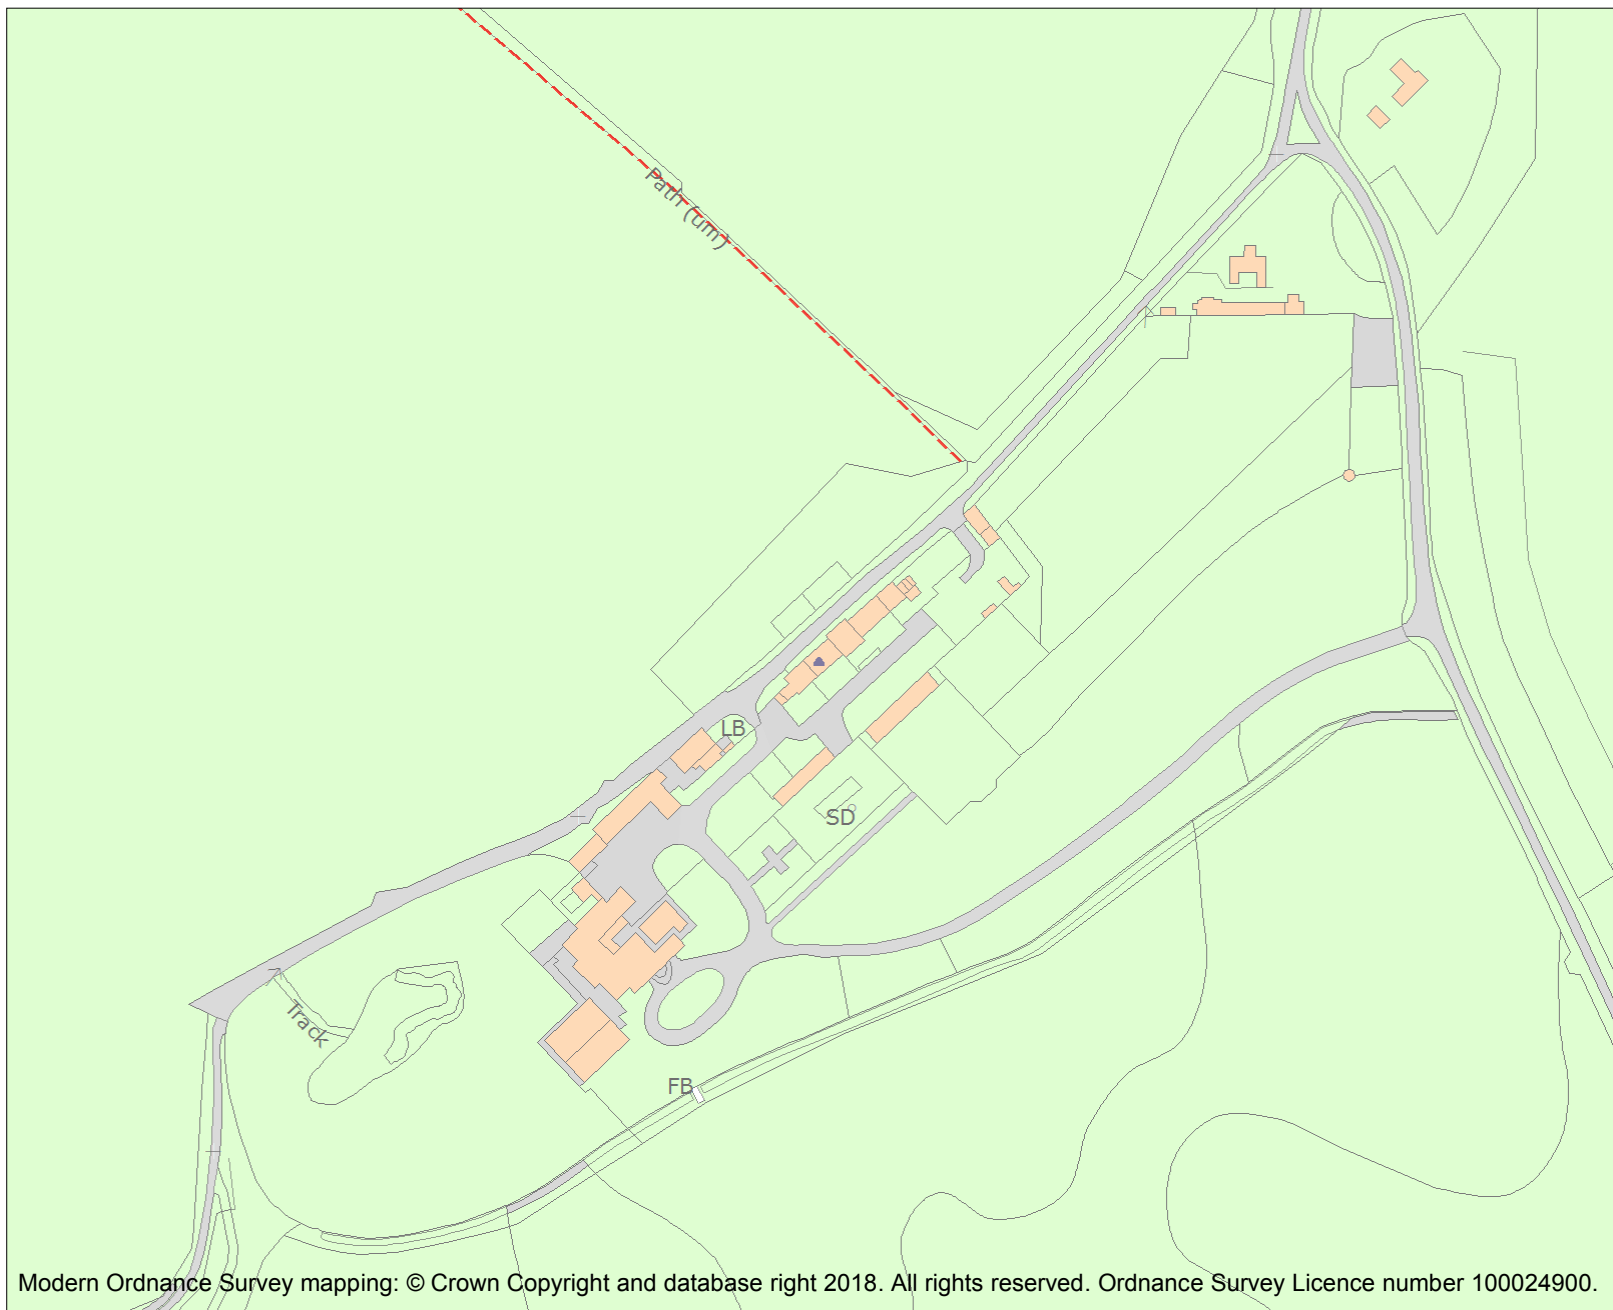 Path (um)
LB
SD
Track
FB
Modern Ordnance Survey mapping: © Crown Copyright and database right 2018. All rights reserved. Ordnance Survey Licence number 100024900.